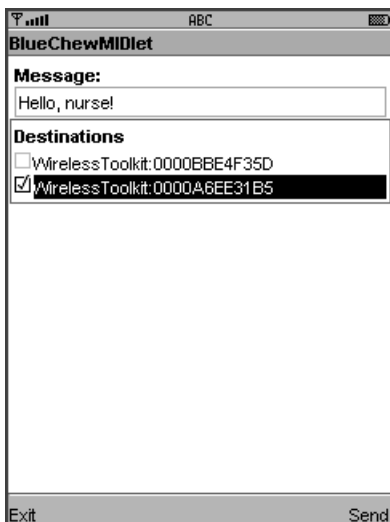 ABC
BlueChewMIDlet
Message:
Hello, nurse!
Destinations
WirelessToolkit:0000BBE4F35D
WirelessToolkit:0000A6EE31B5
Exit Send